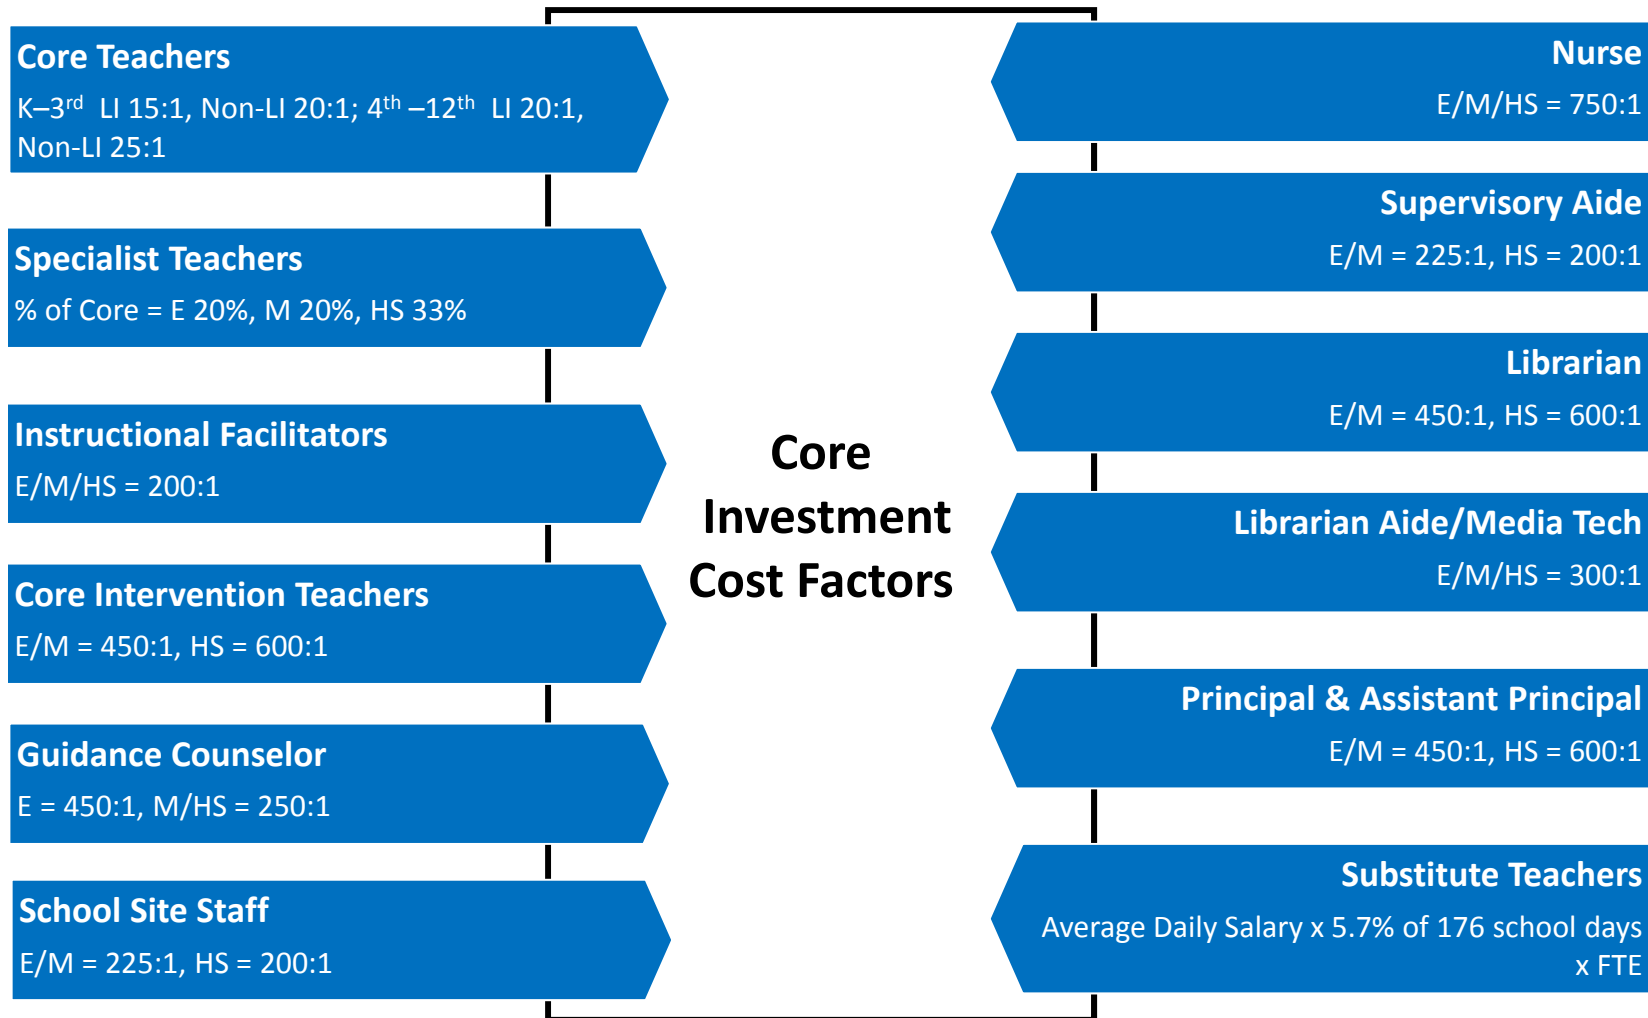 Core Teachers
K–3rd LI 15:1, Non-LI 20:1; 4th –12th LI 20:1,
Non-LI 25:1
Specialist Teachers
% of Core = E 20%, M 20%, HS 33%
Instructional Facilitators
E/M/HS = 200:1
Core Intervention Teachers
E/M = 450:1, HS = 600:1
Guidance Counselor
E = 450:1, M/HS = 250:1
School Site Staff
E/M = 225:1, HS = 200:1
Core
Investment
Cost Factors
Nurse
E/M/HS = 750:1
Supervisory Aide
E/M = 225:1, HS = 200:1
Librarian
E/M = 450:1, HS = 600:1
Librarian Aide/Media Tech
E/M/HS = 300:1
Principal & Assistant Principal
E/M = 450:1, HS = 600:1
Substitute Teachers
Average Daily Salary x 5.7% of 176 school days
x FTE